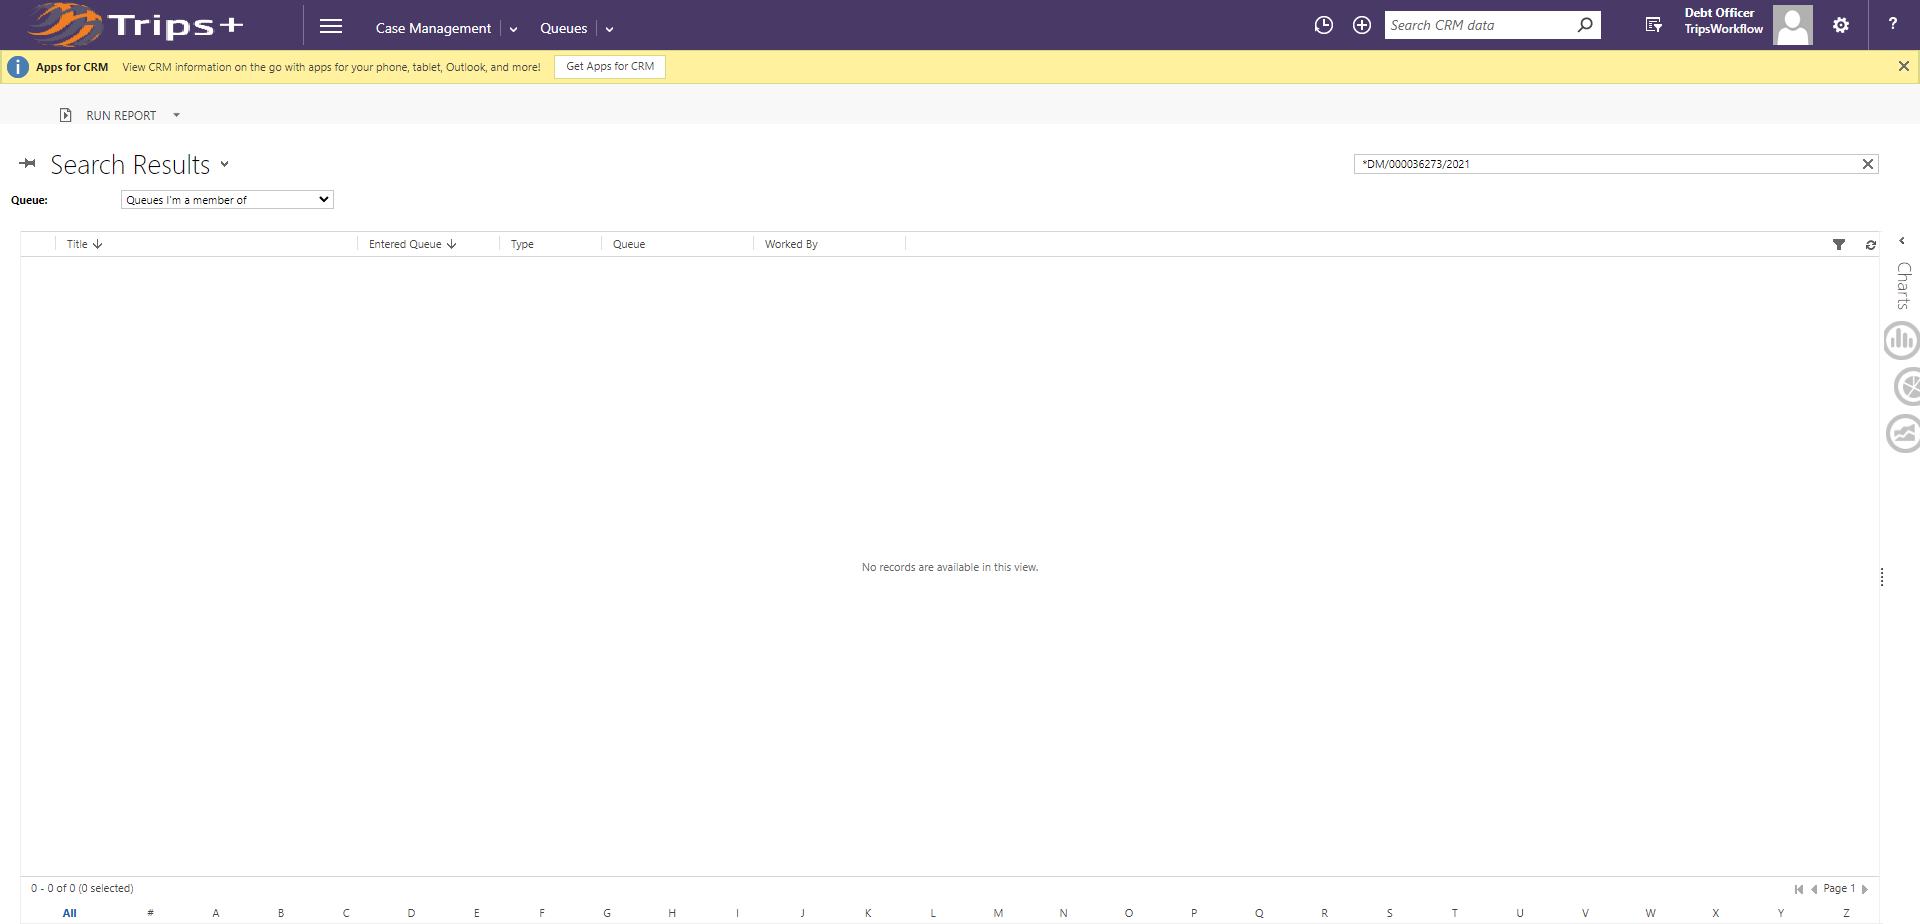 Trips+
Case Management
Queues
Search CRM data
Debt Officer
TripsWorkflow
?
i
Apps for CRM
View CRM information on the go with apps for your phone, tablet, Outlook, and more!
Get Apps for CRM
RUN REPORT
Search Results
*DM/000036273/2021
Queue:
Queues I'm a member of
Title
Entered Queue
Type
Queue
Worked By
Charts
No records are available in this view.
0 - 0 of 0 (0 selected)
Page 1
All # A B C D E F G H I J K L M N O P Q R S T U V W X Y Z